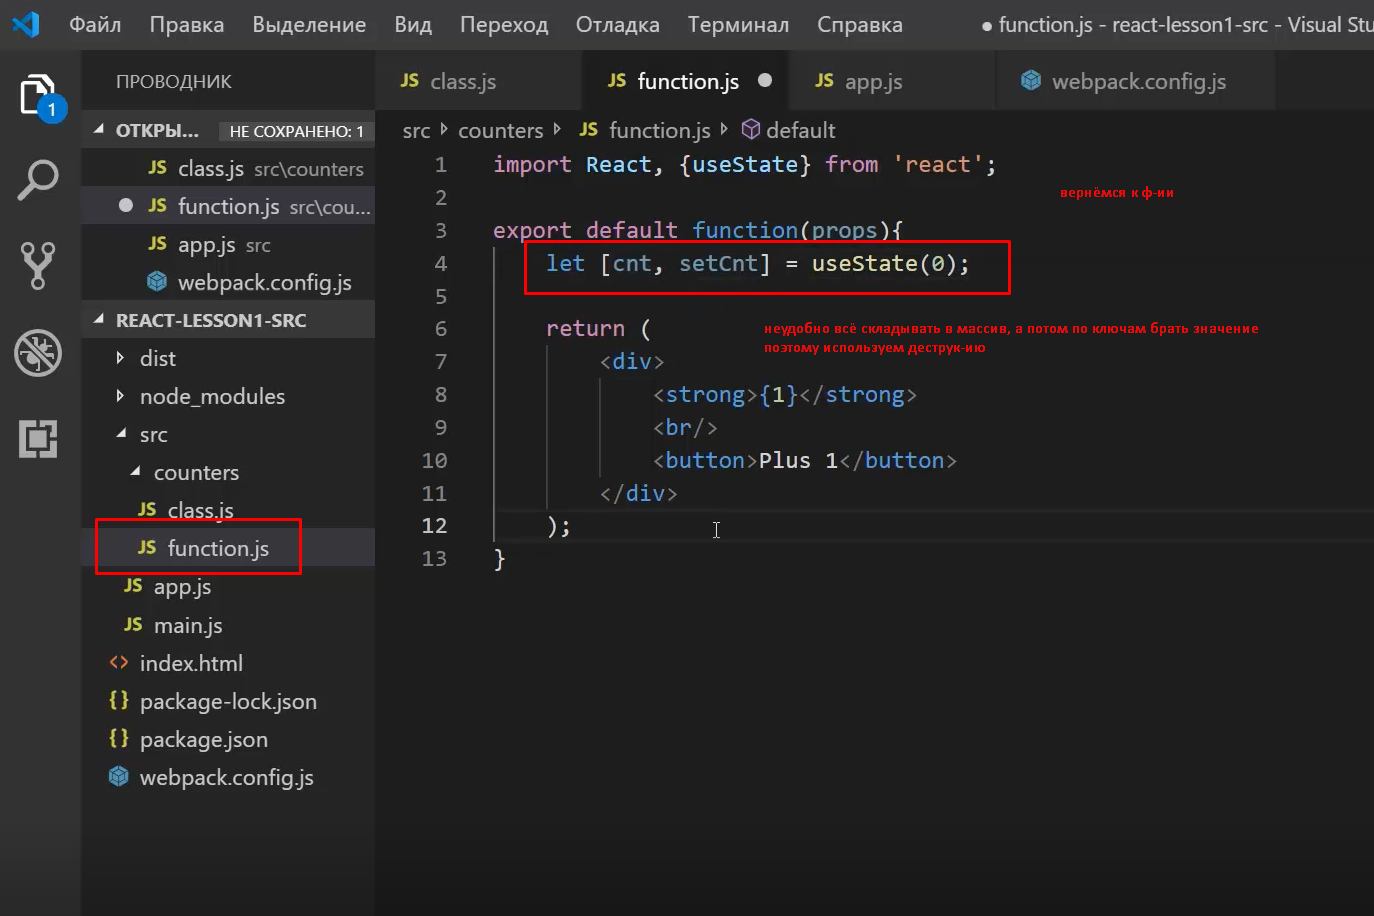 Файл Правка Выделение Вид Переход Отладка Терминал Справка ● function.js - react-lesson1-src - Visual Stu
ПРОВОДНИК
JS class.js JS function.js ● JS app.js webpack.config.js
1
ОТКРЫ... НЕ СОХРАНЕНО: 1
JS class.js src\counters
● JS function.js src\cou...
JS app.js src
webpack.config.js
REACT-LESSON1-SRC
dist
node_modules
src
counters
JS class.js
JS function.js
JS app.js
JS main.js
<> index.html
{} package-lock.json
{} package.json
webpack.config.js
src counters JS function.js default
1 import React, {useState} from 'react';
2
вернёмся к ф-ии
3 export default function(props){
4 let [cnt, setCnt] = useState(0);
5
6 return (
неудобно всё складывать в массив, а потом по ключам брать значение
поэтому используем деструк-ию
7 <div>
8 <strong>{1}</strong>
9 <br/>
10 <button>Plus 1</button>
11 </div>
12 );
13 }